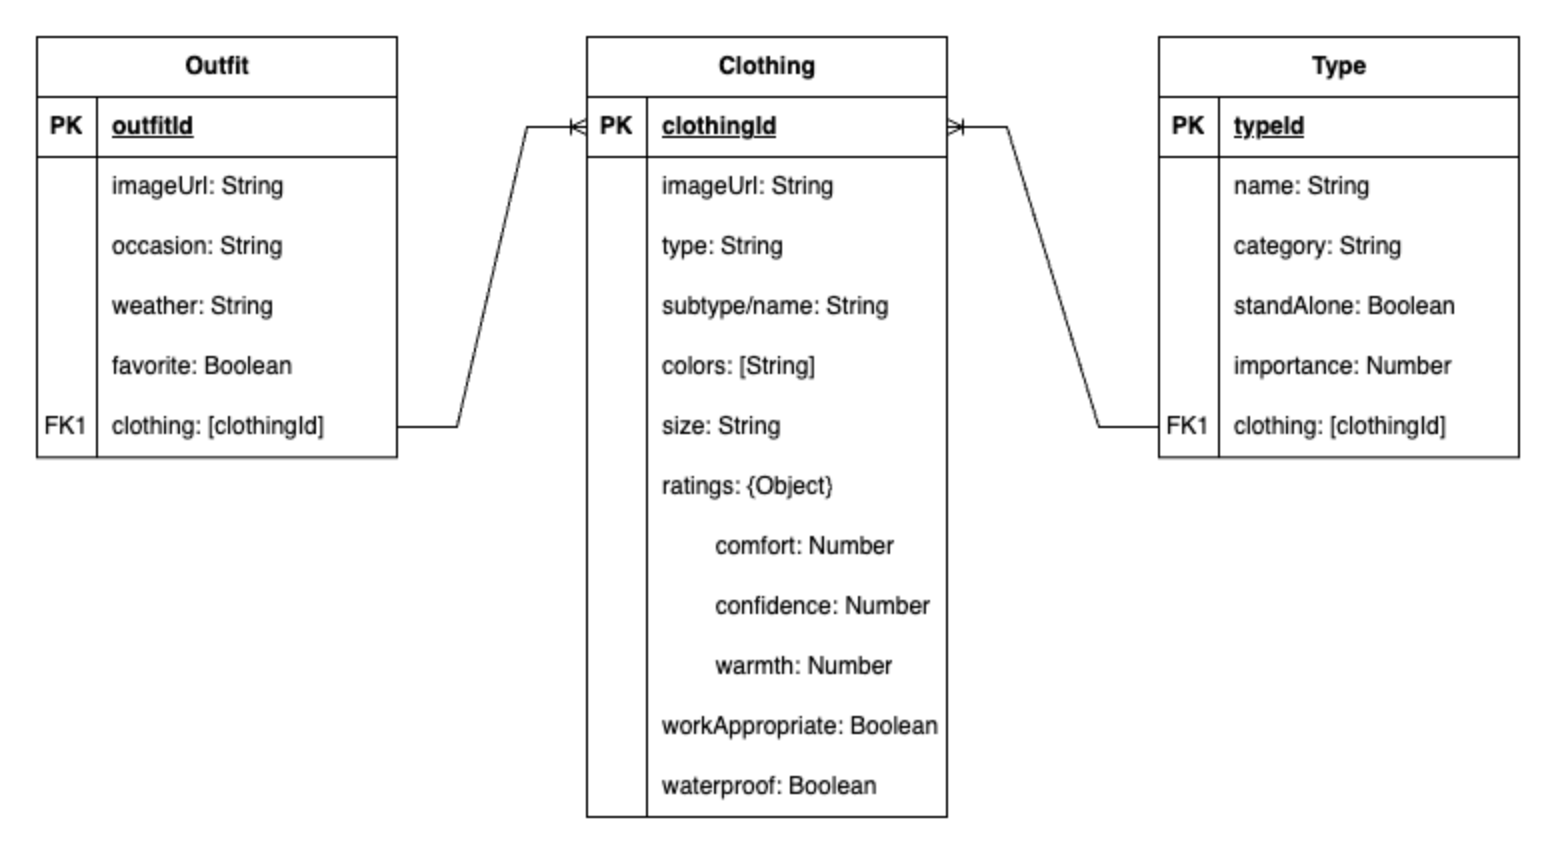 Outfit
PK outfitId
imageUrl: String
occasion: String
weather: String
favorite: Boolean
FK1 clothing: [clothingId]
Clothing
PK clothingId
imageUrl: String
type: String
subtype/name: String
colors: [String]
size: String
ratings: {Object}
comfort: Number
confidence: Number
warmth: Number
workAppropriate: Boolean
waterproof: Boolean
Type
PK typeId
name: String
category: String
standAlone: Boolean
importance: Number
FK1 clothing: [clothingId]